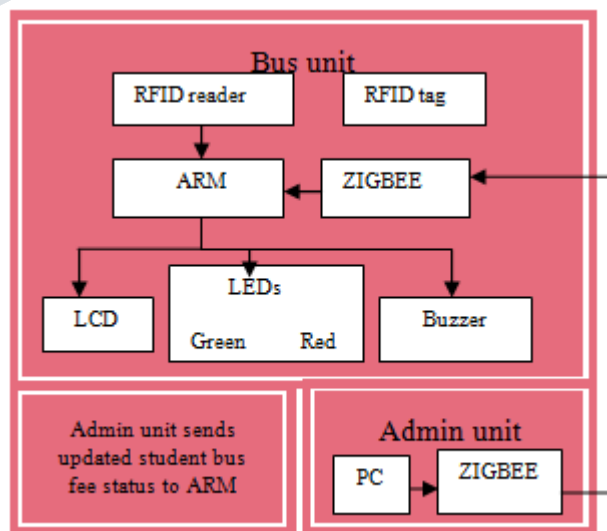 Bus unit
RFID reader
RFID tag
ARM
ZIGBEE
LCD
LEDs
Green Red
Buzzer
Admin unit sends
updated student bus
fee status to ARM
Admin unit
PC
ZIGBEE